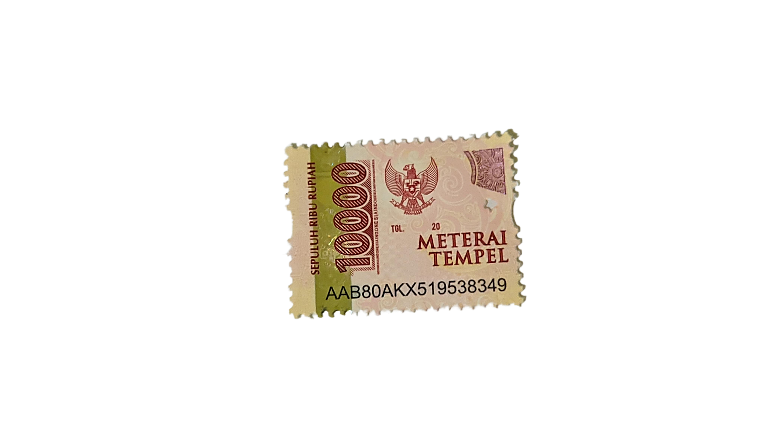 SEPULUH RIBU RUPIAH
10000
TGL. 20
METERAI
TEMPEL
AAB80AKX519538349